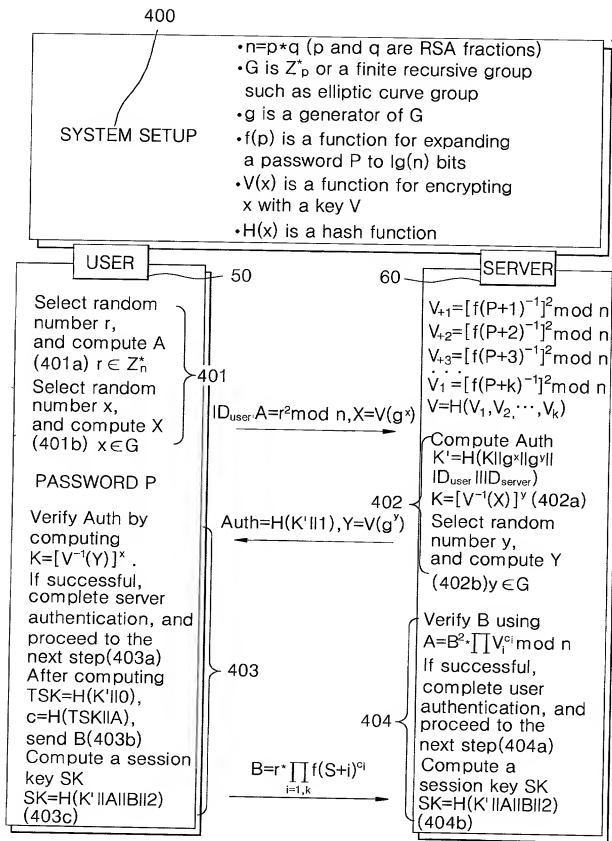 400
SYSTEM SETUP
•n=p*q (p and q are RSA fractions)
•G is Z*p or a finite recursive group
such as elliptic curve group
•g is a generator of G
•f(p) is a function for expanding
a password P to lg(n) bits
•V(x) is a function for encrypting
x with a key V
•H(x) is a hash function
USER
50
Select random
number r,
and compute A
(401a) r ∈ Z*n
Select random
number x,
and compute X
(401b) x∈G
401
PASSWORD P
Verify Auth by
computing
K=[V⁻¹(Y)]ˣ .
If successful,
complete server
authentication, and
proceed to the
next step(403a)
After computing
TSK=H(K'||0),
c=H(TSK||A),
send B(403b)
Compute a session
key SK
SK=H(K'||A||B||2)
(403c)
403
IDuser,A=r²mod n,X=V(gˣ)
Auth=H(K'||1),Y=V(gʸ)
B=r*∏f(S+i)ᶜⁱ
i=1,k
60
SERVER
V+1=[f(P+1)⁻¹]²mod n
V+2=[f(P+2)⁻¹]²mod n
V+3=[f(P+3)⁻¹]²mod n
. . .
V1=[f(P+k)⁻¹]²mod n
V=H(V1,V2,⋯,Vk)
Compute Auth
K'=H(K||gˣ||gʸ||
IDuser|||IDserver)
K=[V⁻¹(X)]ʸ (402a)
Select random
number y,
and compute Y
(402b)y∈G
402
Verify B using
A=B²*∏Viᶜⁱmod n
If successful,
complete user
authentication, and
proceed to the
next step(404a)
Compute a
session key SK
SK=H(K'||A||B||2)
(404b)
404